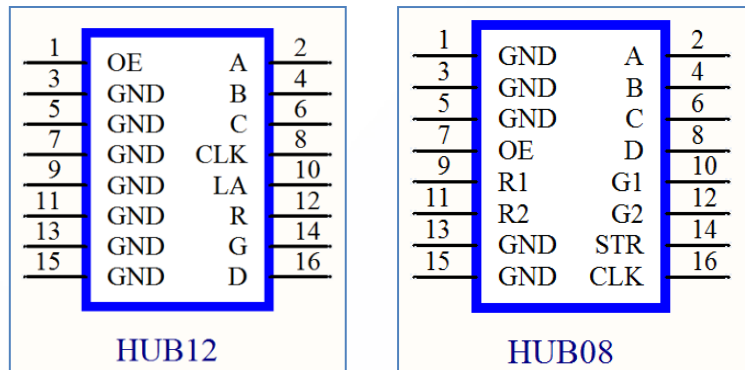 1 OE A 2
3 GND B 4
5 GND C 6
7 GND CLK 8
9 GND LA 10
11 GND R 12
13 GND G 14
15 GND D 16
HUB12
1 GND A 2
3 GND B 4
5 GND C 6
7 OE D 8
9 R1 G1 10
11 R2 G2 12
13 GND STR 14
15 GND CLK 16
HUB08